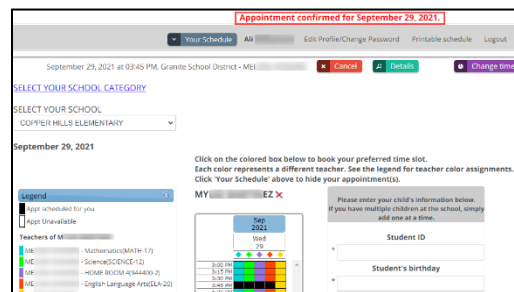 Appointment confirmed for September 29, 2021.
Your Schedule Ali Edit Profile/Change Password Printable schedule Logout
September 29, 2021 at 03:45 PM, Granite School District - MEI Cancel Details Change time
SELECT YOUR SCHOOL CATEGORY
SELECT YOUR SCHOOL
COPPER HILLS ELEMENTARY
September 29, 2021
Click on the colored box below to book your preferred time slot.
Each color represents a different teacher. See the legend for teacher color assignments.
Click 'Your Schedule' above to hide your appointment(s).
Legend
Appt scheduled for you
Appt Unavailable
Teachers of M
ME - Mathematics(MATH-17)
ME - Science(SCIENCE-12)
ME - HOME ROOM 4(944400-2)
ME - English Language Arts(ELA-20)
MY EZ
Sep
2021
Wed
29
3:00 PM
3:15 PM
3:30 PM
3:45 PM
Please enter your child's information below.
If you have multiple children at the school, simply
add one at a time.
Student ID
*
Student's birthday
*